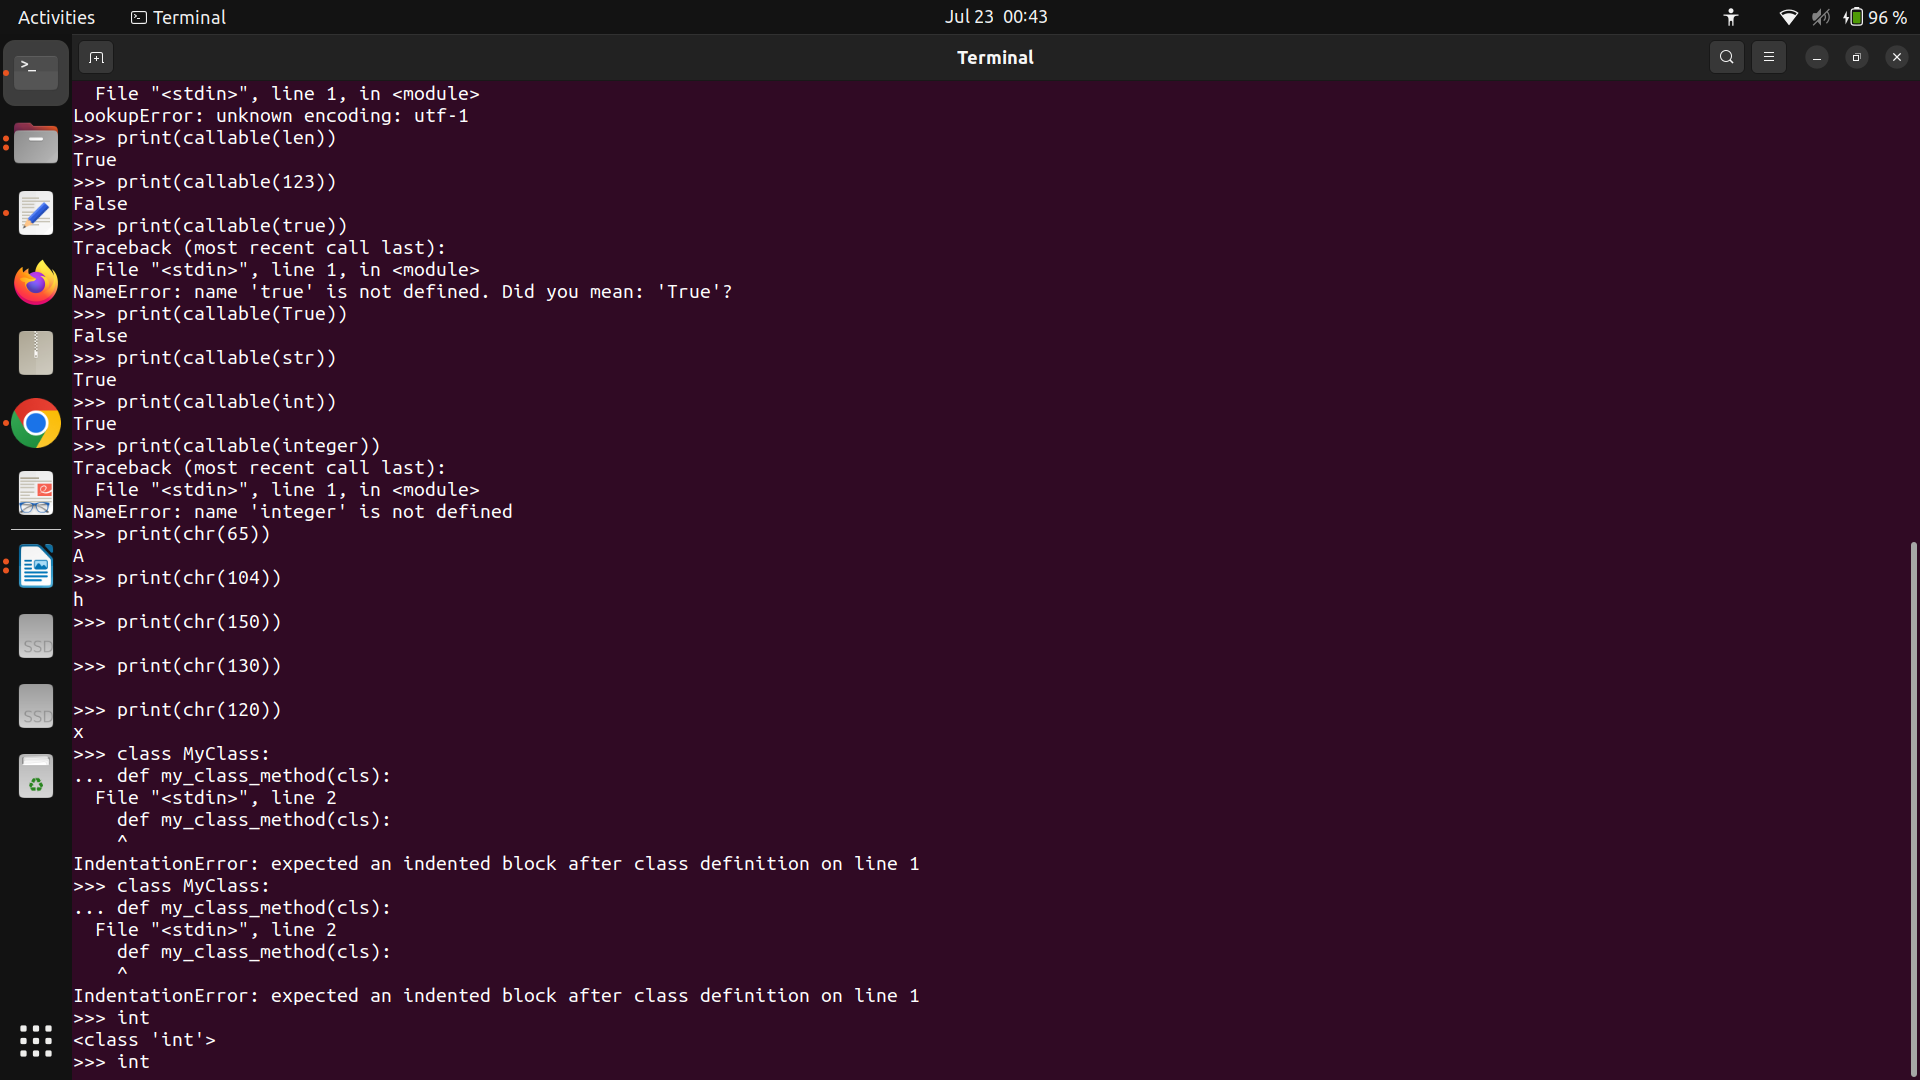 Activities
Terminal
Jul 23 00:43
96 %
Terminal
File "<stdin>", line 1, in <module>
LookupError: unknown encoding: utf-1
>>> print(callable(len))
True
>>> print(callable(123))
False
>>> print(callable(true))
Traceback (most recent call last):
  File "<stdin>", line 1, in <module>
NameError: name 'true' is not defined. Did you mean: 'True'?
>>> print(callable(True))
False
>>> print(callable(str))
True
>>> print(callable(int))
True
>>> print(callable(integer))
Traceback (most recent call last):
  File "<stdin>", line 1, in <module>
NameError: name 'integer' is not defined
>>> print(chr(65))
A
>>> print(chr(104))
h
>>> print(chr(150))
>>> print(chr(130))
>>> print(chr(120))
x
>>> class MyClass:
... def my_class_method(cls):
  File "<stdin>", line 2
    def my_class_method(cls):
    ^
IndentationError: expected an indented block after class definition on line 1
>>> class MyClass:
... def my_class_method(cls):
  File "<stdin>", line 2
    def my_class_method(cls):
    ^
IndentationError: expected an indented block after class definition on line 1
>>> int
<class 'int'>
>>> int
>_
SSD
SSD